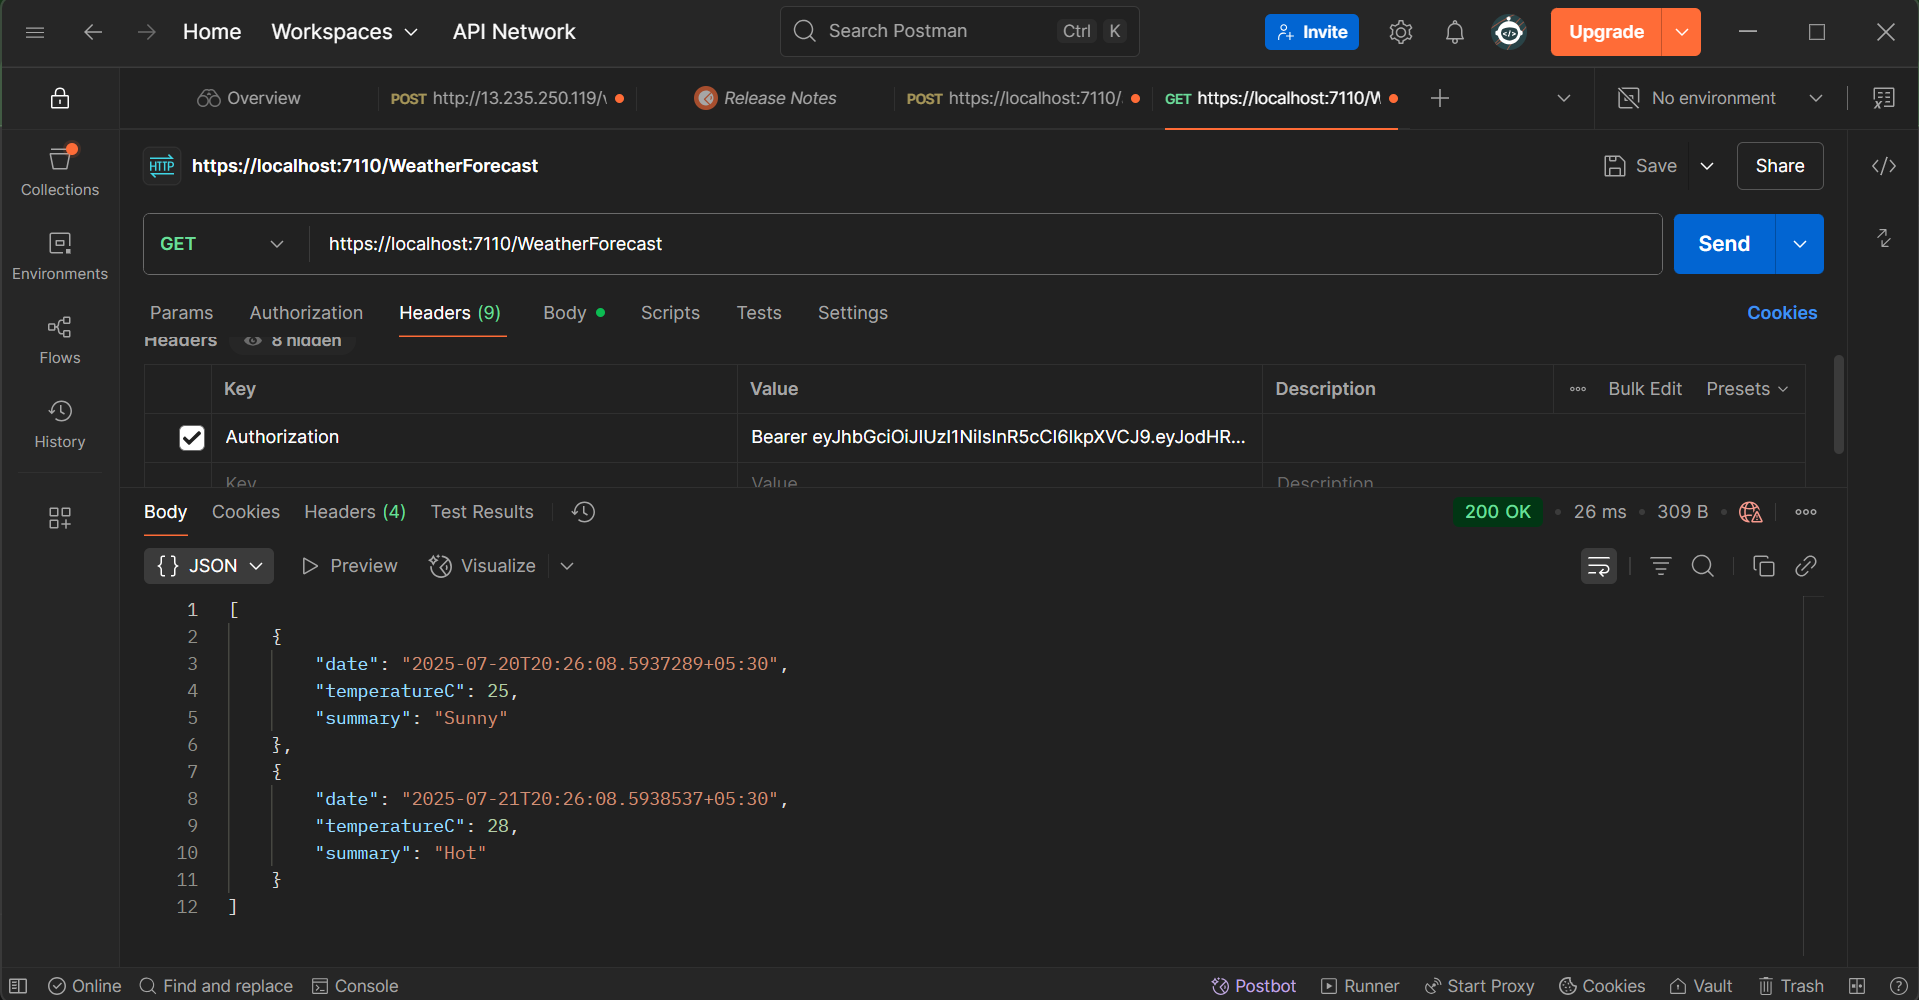 Home Workspaces API Network Search Postman Ctrl K Invite Upgrade
Overview POST http://13.235.250.119/v Release Notes POST https://localhost:7110/ GET https://localhost:7110/W No environment
Collections
Environments
Flows
History
HTTP https://localhost:7110/WeatherForecast Save Share
GET https://localhost:7110/WeatherForecast Send
Params Authorization Headers (9) Body Scripts Tests Settings Cookies
Headers 8 hidden
Key Value Description Bulk Edit Presets
Authorization Bearer eyJhbGciOiJIUzI1NiIsInR5cCI6IkpXVCJ9.eyJodHR...
Key Value Description
Body Cookies Headers (4) Test Results 200 OK • 26 ms • 309 B
{} JSON Preview Visualize
1 [
2 {
3 "date": "2025-07-20T20:26:08.5937289+05:30",
4 "temperatureC": 25,
5 "summary": "Sunny"
6 },
7 {
8 "date": "2025-07-21T20:26:08.5938537+05:30",
9 "temperatureC": 28,
10 "summary": "Hot"
11 }
12 ]
Online Find and replace Console Postbot Runner Start Proxy Cookies Vault Trash